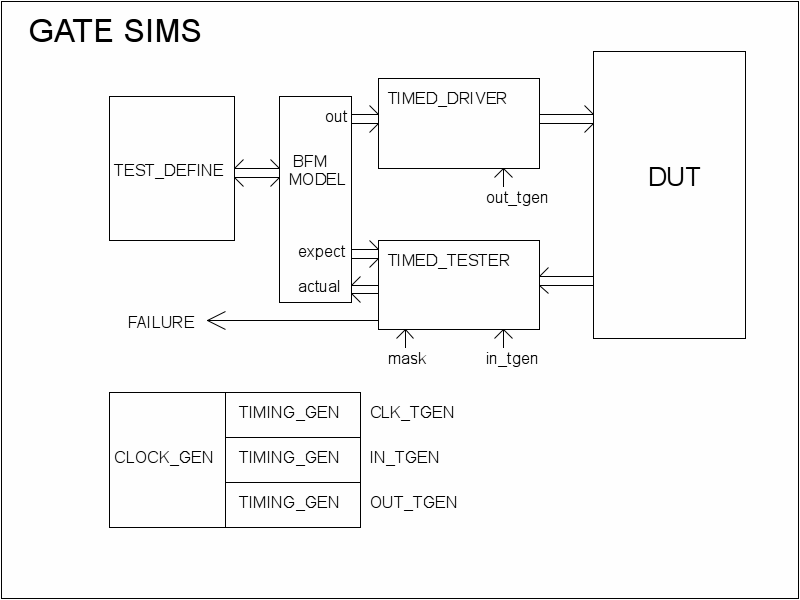 GATE SIMS
TIMED_DRIVER
out
TEST_DEFINE
BFM
MODEL
DUT
out_tgen
expect
TIMED_TESTER
actual
FAILURE
mask
in_tgen
TIMING_GEN
CLK_TGEN
CLOCK_GEN
TIMING_GEN
IN_TGEN
TIMING_GEN
OUT_TGEN